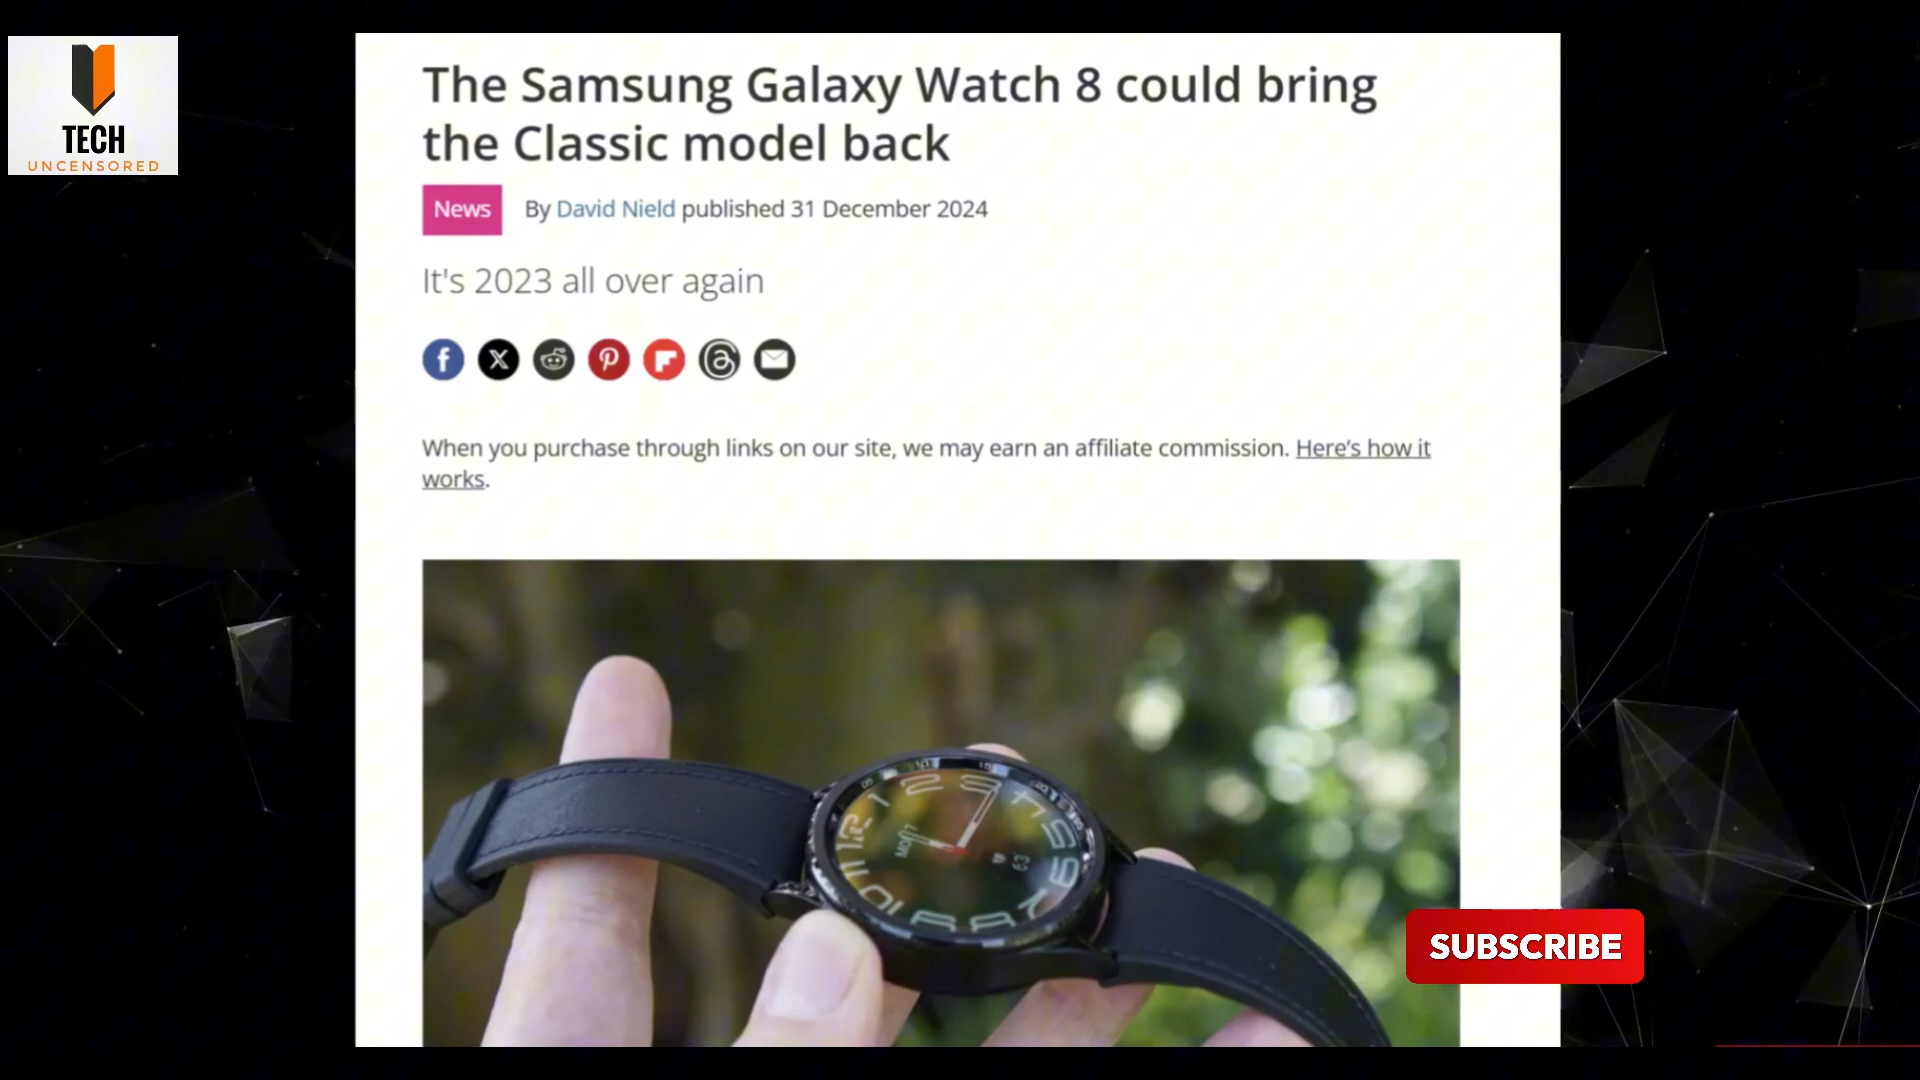 TECH
UNCENSORED
The Samsung Galaxy Watch 8 could bring
the Classic model back
News By David Nield published 31 December 2024
It's 2023 all over again
When you purchase through links on our site, we may earn an affiliate commission. Here’s how it
works.
SUBSCRIBE